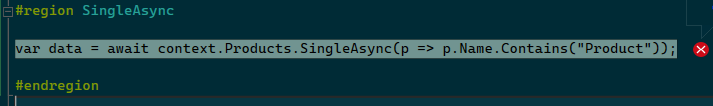 #region SingleAsync
var data = await context.Products.SingleAsync(p => p.Name.Contains("Product"));
#endregion